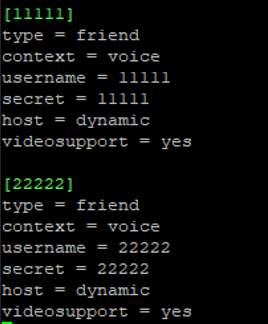 [11111]
type = friend
context = voice
username = 11111
secret = 11111
host = dynamic
videosupport = yes
[22222]
type = friend
context = voice
username = 22222
secret = 22222
host = dynamic
videosupport = yes